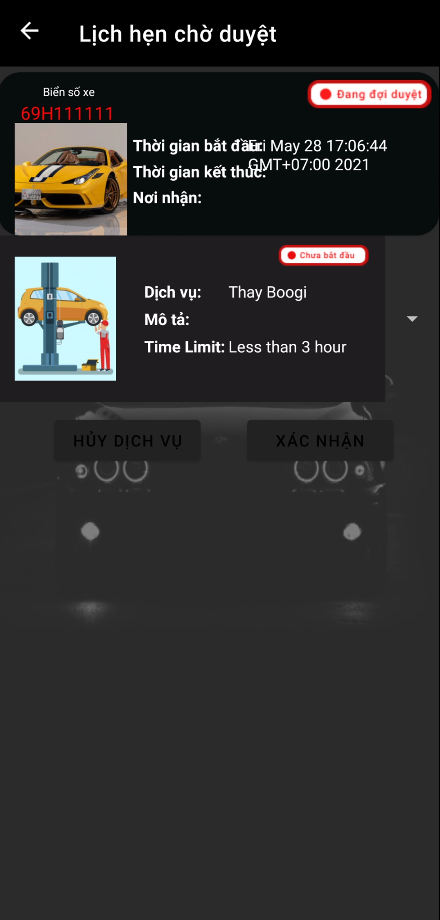 Lịch hẹn chờ duyệt
Biển số xe
Đang đợi duyệt
69H111111
Thời gian bắt đầu: Fri May 28 17:06:44
GMT+07:00 2021
Thời gian kết thúc:
Nơi nhận:
Chưa bắt đầu
Dịch vụ: Thay Boogi
Mô tả:
Time Limit: Less than 3 hour
HỦY DỊCH VỤ
XÁC NHẬN